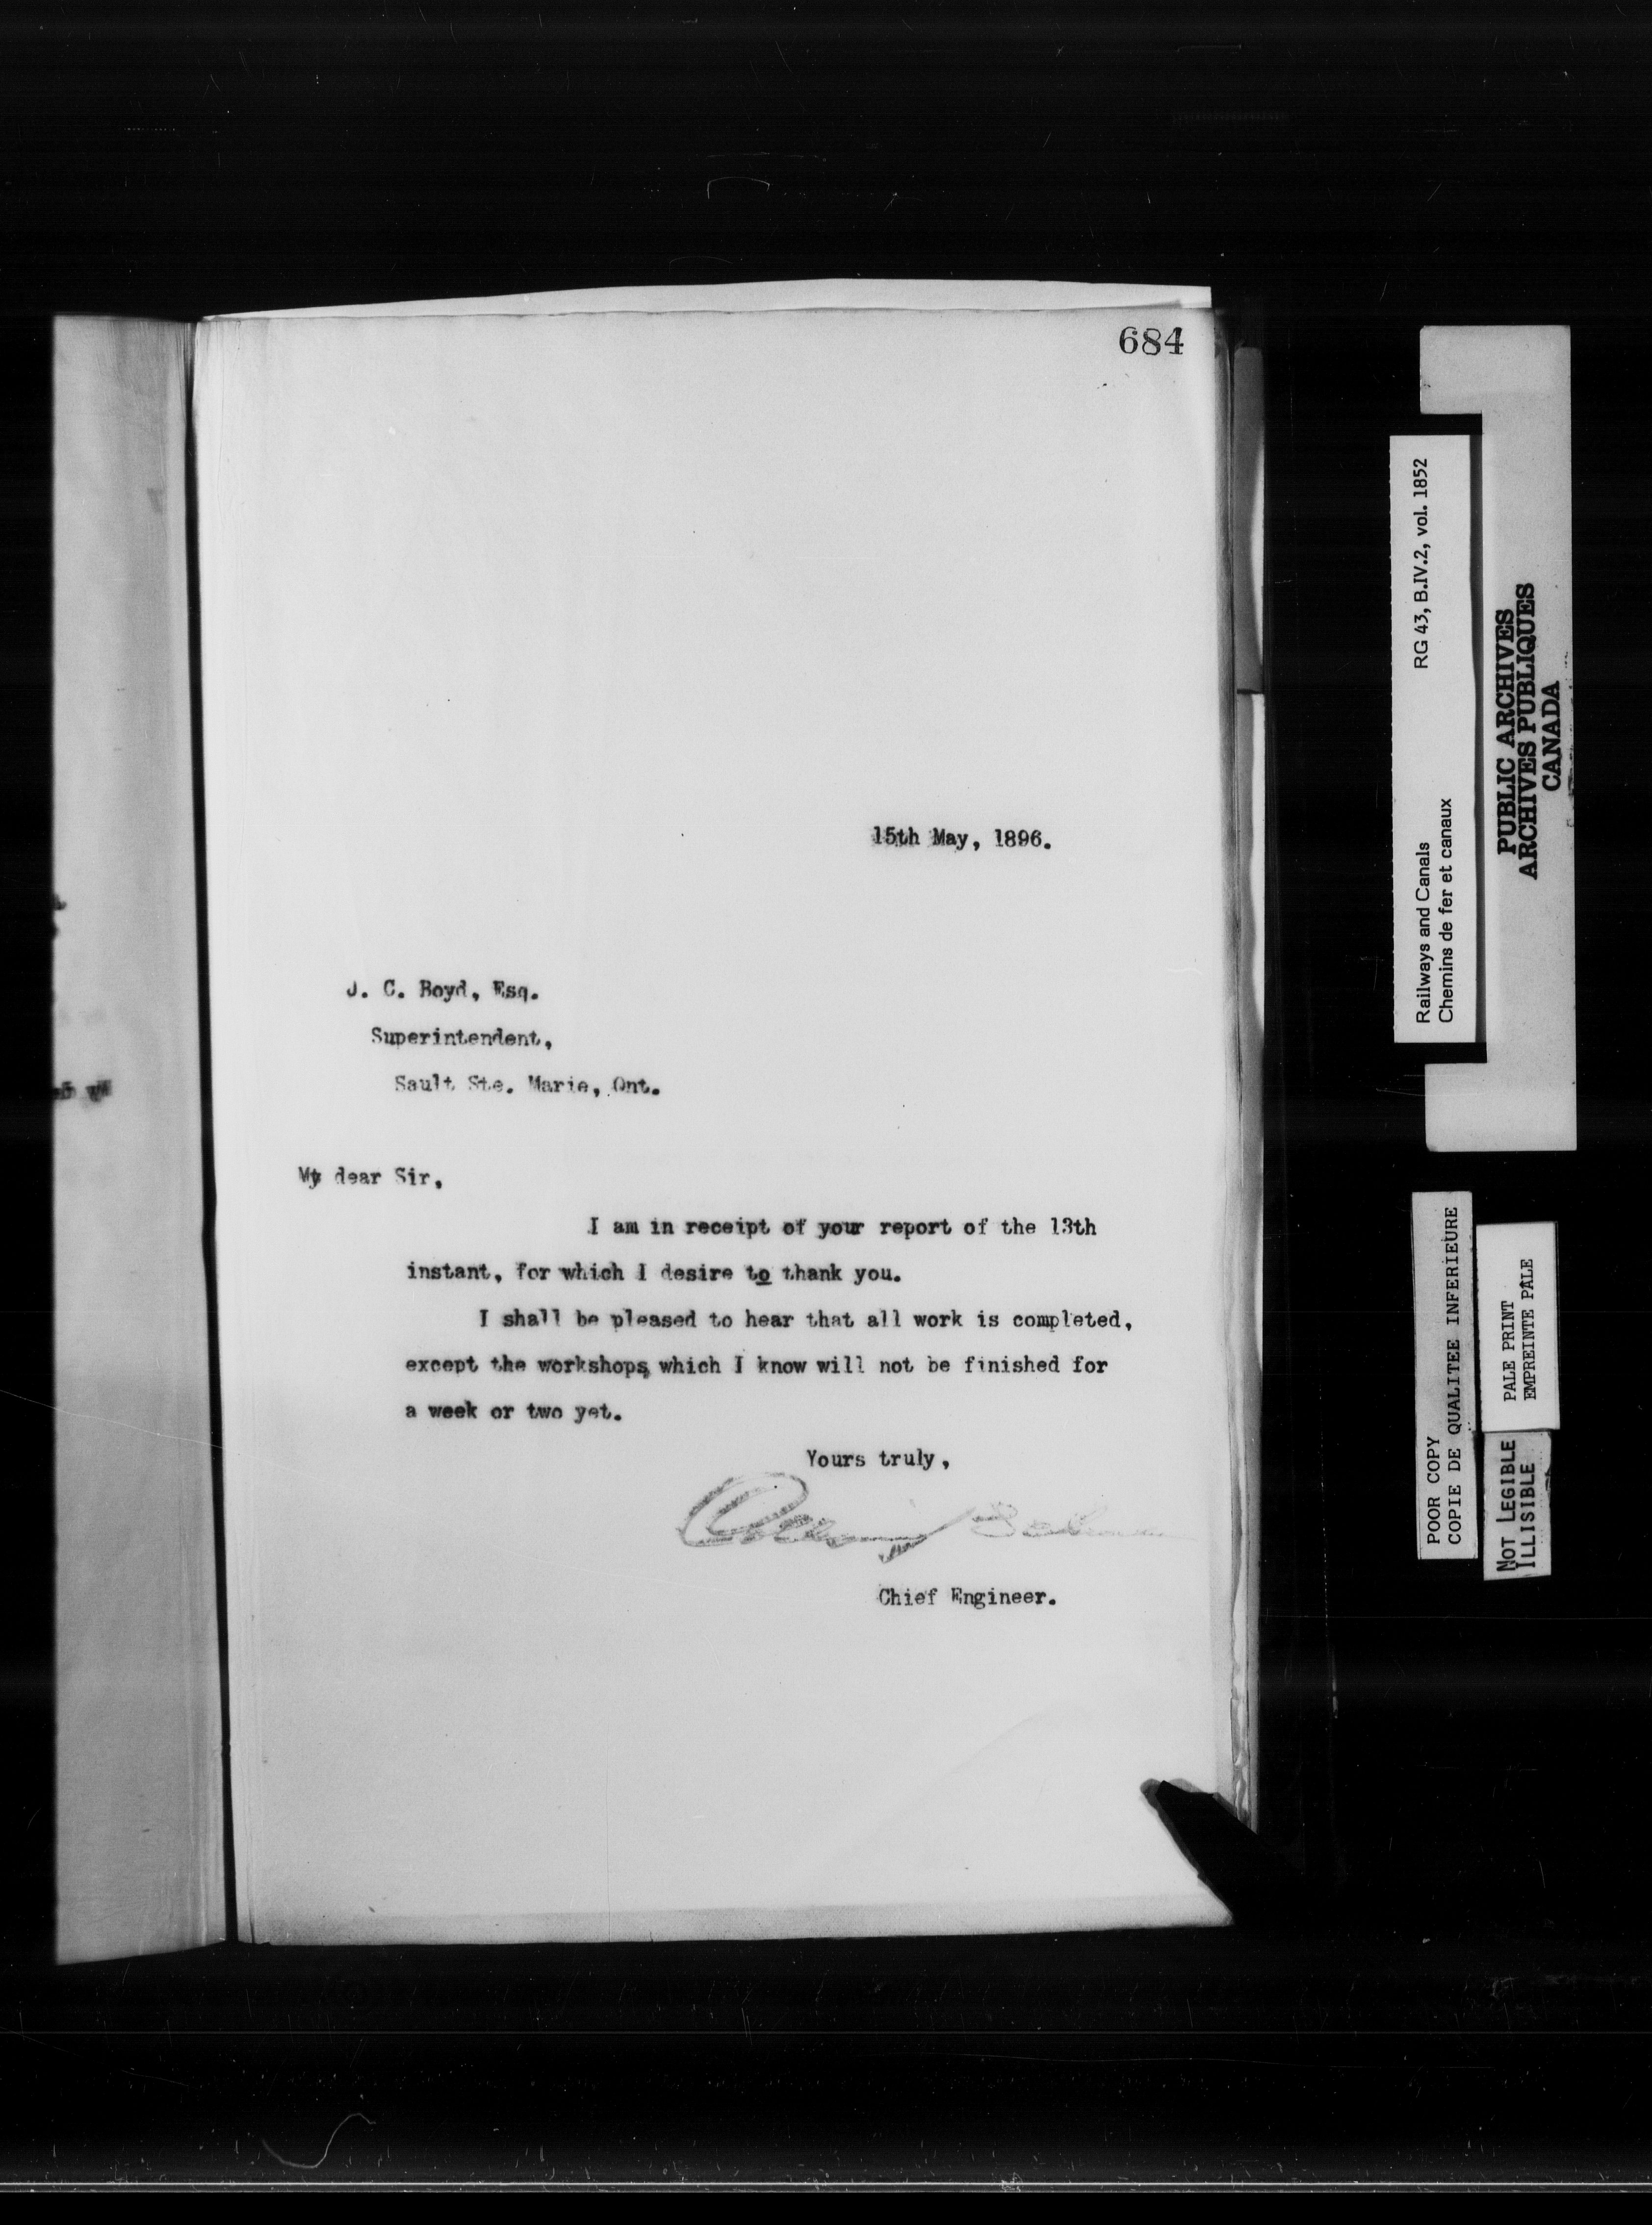 684
15th May, 1896.
J. C. Boyd, Esq.
Superintendent,
Sault Ste. Marie, Ont.
My dear Sir,
I am in receipt of your report of the 13th
instant, for which I desire to thank you.
I shall be pleased to hear that all work is completed,
except the workshops, which I know will not be finished for
a week or two yet.
Yours truly,
Collingwood Schreiber
Chief Engineer.
Railways and Canals RG 43, B.IV.2, vol. 1852
Chemins de fer et canaux
PUBLIC ARCHIVES
ARCHIVES PUBLIQUES
CANADA
POOR COPY
COPIE DE QUALITEE INFERIEURE
PALE PRINT
EMPREINTE PÂLE
NOT LEGIBLE
ILLISIBLE